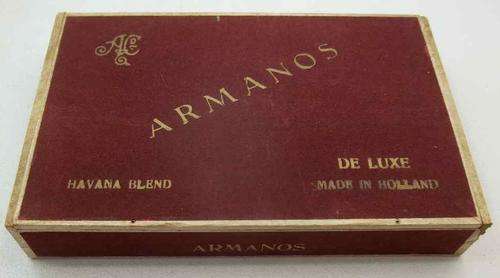 ARMANOS
DE LUXE
HAVANA BLEND
MADE IN HOLLAND
ARMANOS